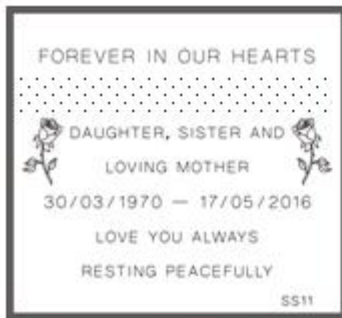 FOREVER IN OUR HEARTS
DAUGHTER, SISTER AND
LOVING MOTHER
30/03/1970 — 17/05/2016
LOVE YOU ALWAYS
RESTING PEACEFULLY
SS11